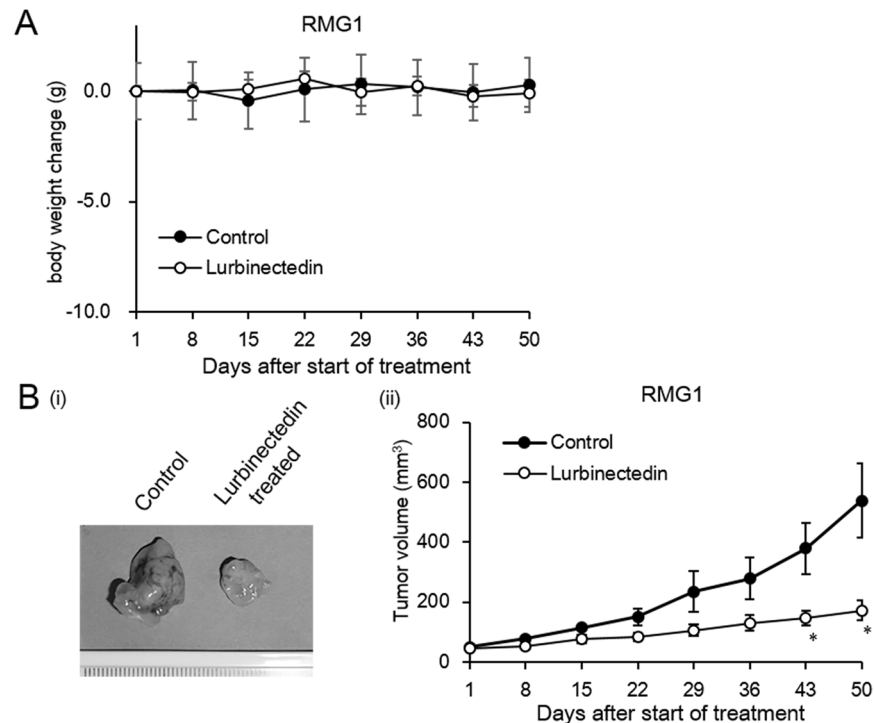 A
RMG1
body weight change (g)
0.0
-5.0
-10.0
Control
Lurbinectedin
1 8 15 22 29 36 43 50
Days after start of treatment
B (i)
Control
Lurbinectedin
treated
(ii)
RMG1
Tumor volume (mm³)
800
600
400
200
0
Control
Lurbinectedin
*
*
1 8 15 22 29 36 43 50
Days after start of treatment